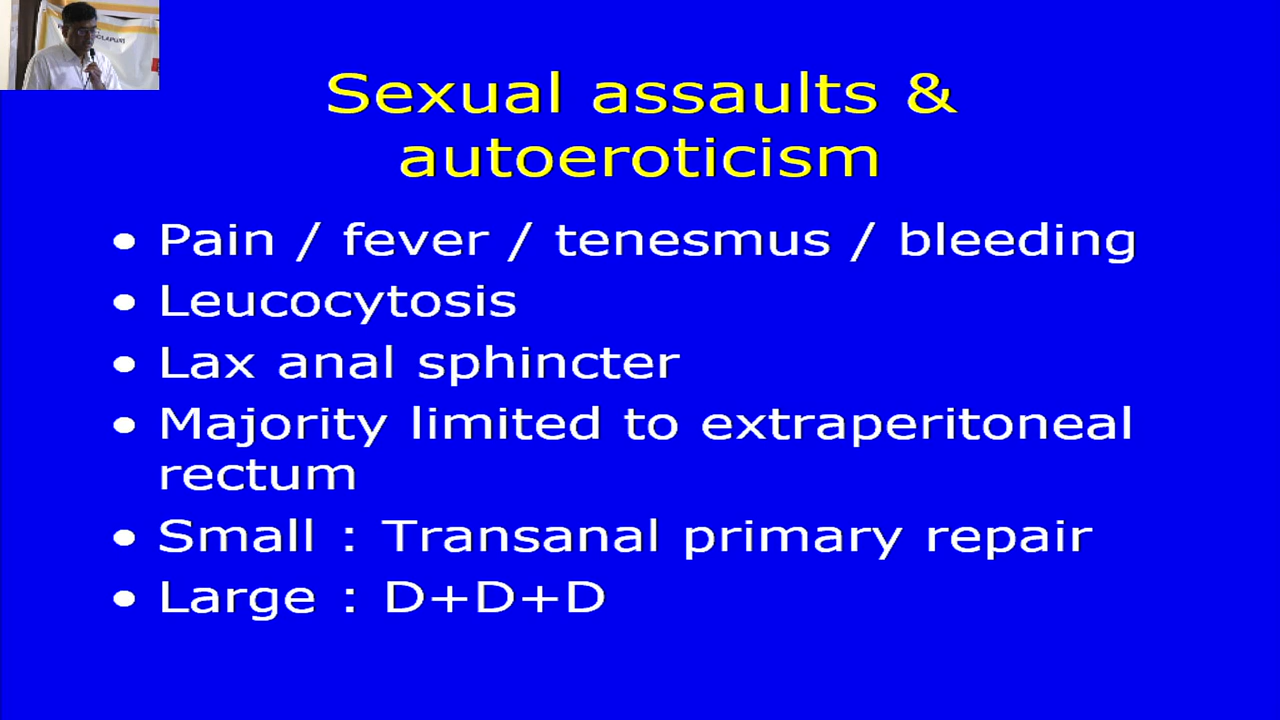 Sexual assaults &
autoeroticism
• Pain / fever / tenesmus / bleeding
• Leucocytosis
• Lax anal sphincter
• Majority limited to extraperitoneal
rectum
• Small : Transanal primary repair
• Large : D+D+D